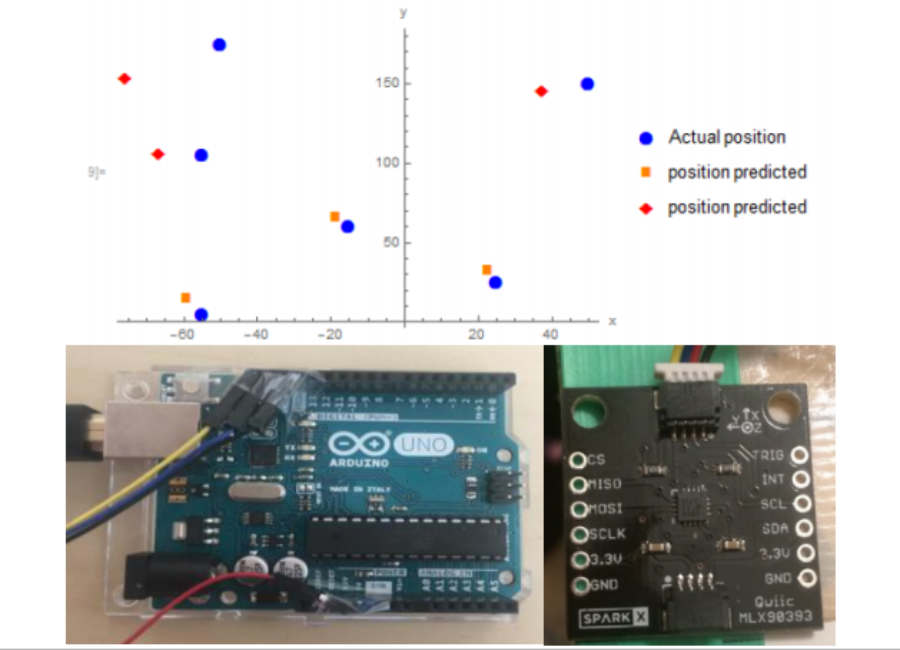 y
150
100
50
-60
-40
-20
20
40
x
9]=
Actual position
position predicted
position predicted
DIGITAL (PWM~)
UNO
ARDUINO
MADE IN ITALY
POWER
ANALOG IN
A0
A1
A2
A3
A4
A5
CS
MISO
MOSI
SCLK
3.3V
GND
Y
X
Z
TRIG
INT
SCL
SDA
3.3V
GND
SPARK X
Qwiic
MLX90393